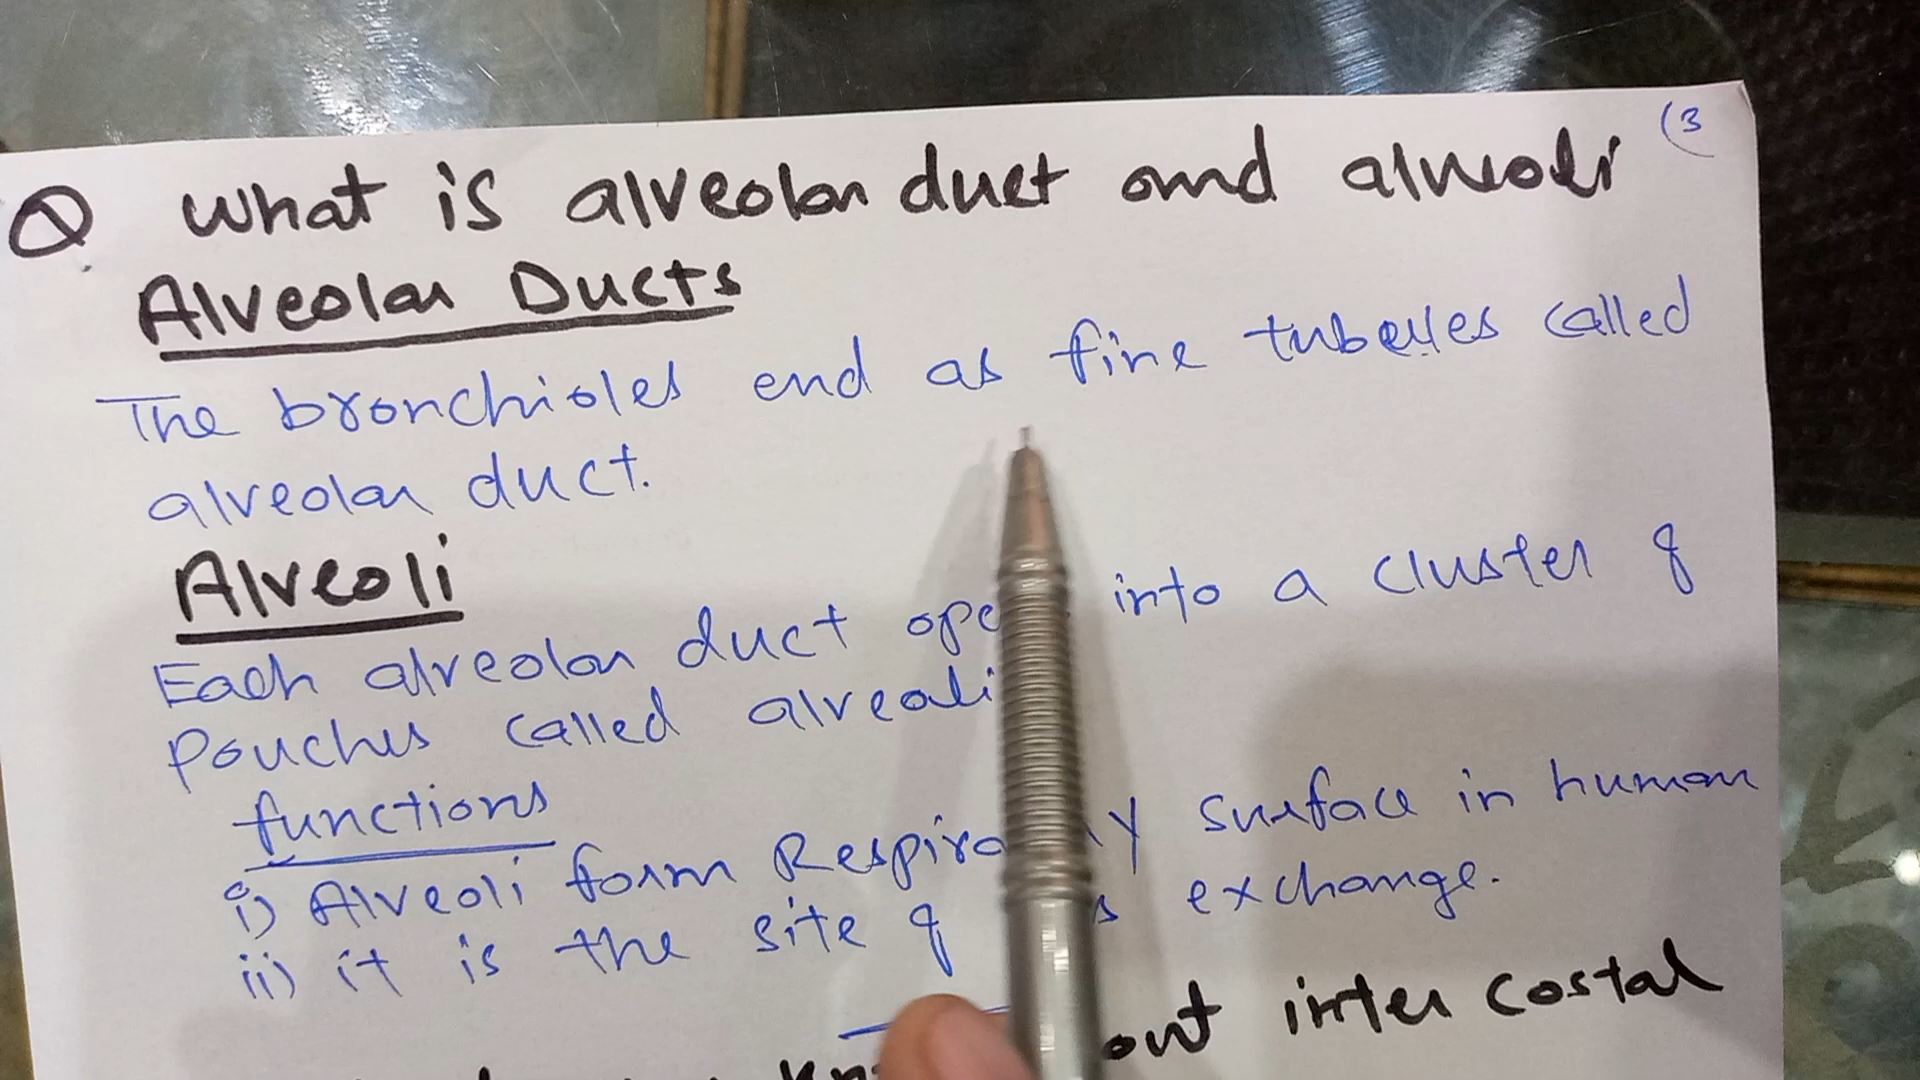 (3
Q What is alveolar duct and alveoli
Alveolar Ducts
The bronchioles end as fine tubeules called
alveolar duct.
Alveoli
Each alveolar duct ope into a cluster of
Pouches called alveoli
functions
i) Alveoli form Respira y surface in human
ii) it is the site of s exchange.
out inter costal